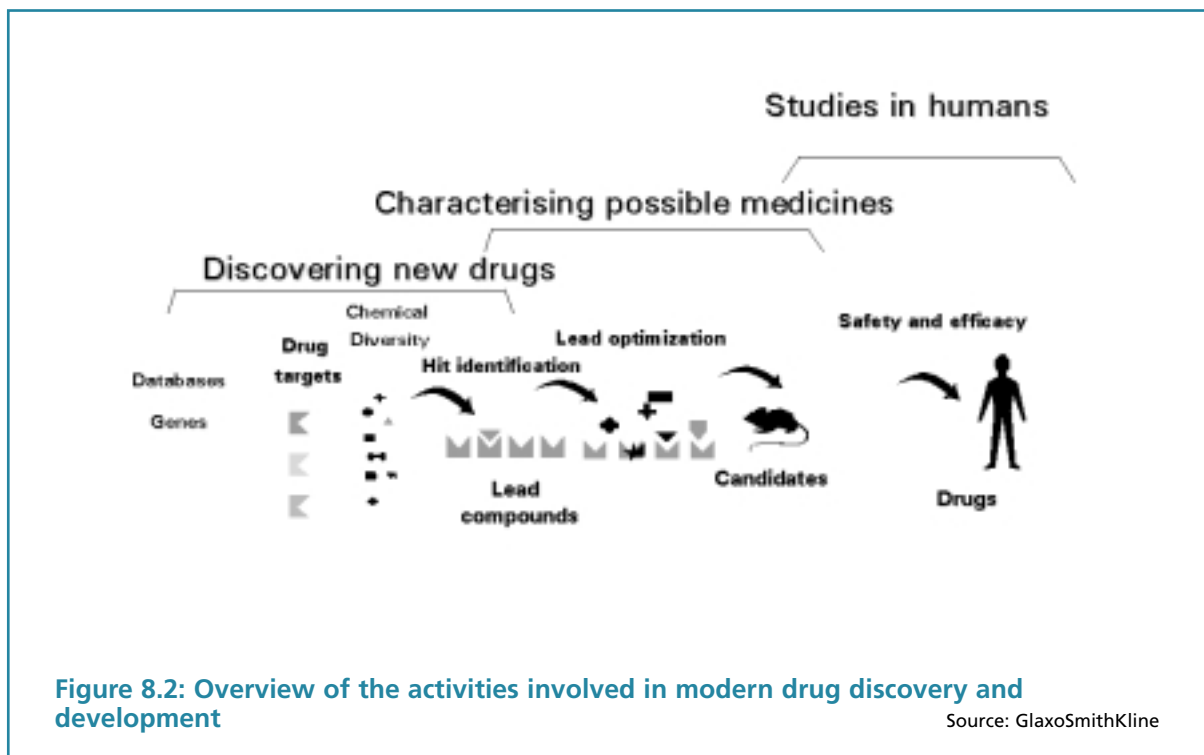 Studies in humans
Characterising possible medicines
Discovering new drugs
Chemical
Diversity
Drug
targets
Databases
Genes
Hit identification
Lead optimization
Safety and efficacy
Lead
compounds
Candidates
Drugs
Figure 8.2: Overview of the activities involved in modern drug discovery and
development
Source: GlaxoSmithKline